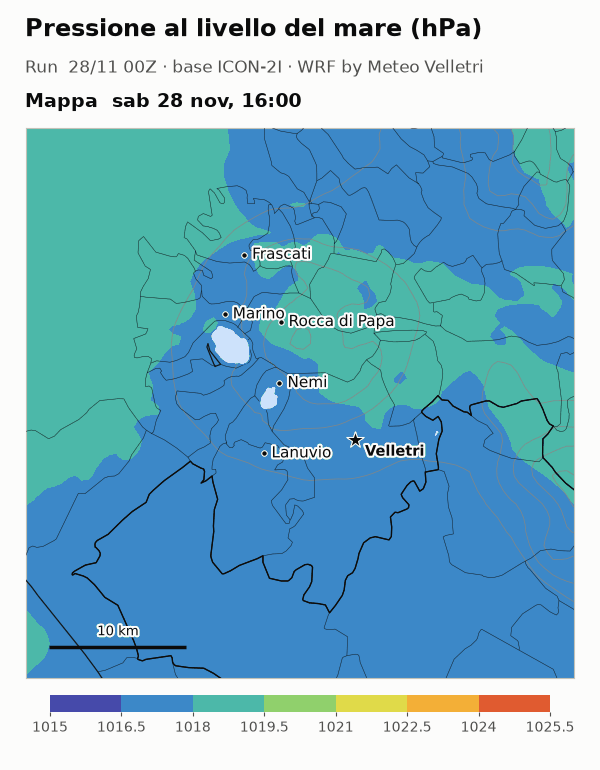 Pressione al livello del mare (hPa)
Run  28/11 00Z · base ICON-2I · WRF by Meteo Velletri
Mappa  sab 28 nov, 16:00
Frascati
Marino
Rocca di Papa
Nemi
Velletri
Lanuvio
10 km
1015 1016.5 1018 1019.5 1021 1022.5 1024 1025.5